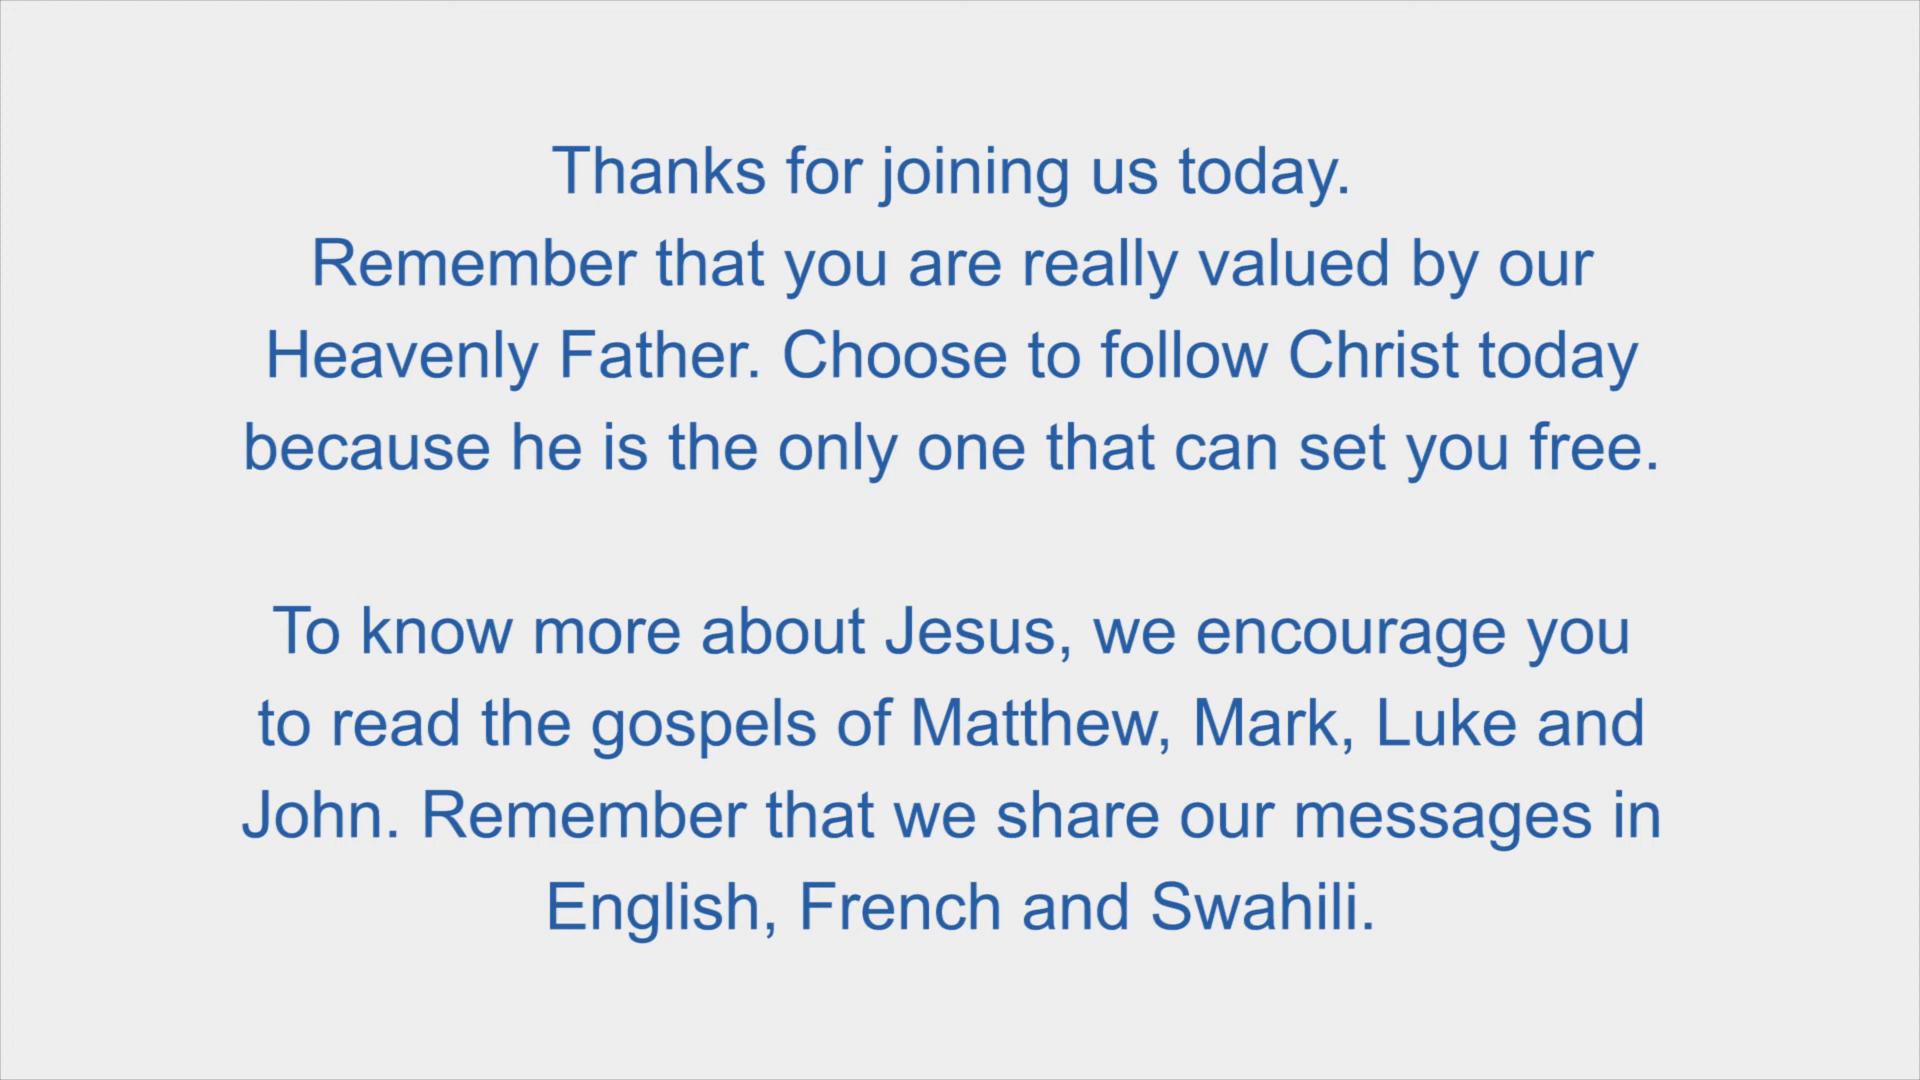 Thanks for joining us today.
Remember that you are really valued by our
Heavenly Father. Choose to follow Christ today
because he is the only one that can set you free.
To know more about Jesus, we encourage you
to read the gospels of Matthew, Mark, Luke and
John. Remember that we share our messages in
English, French and Swahili.